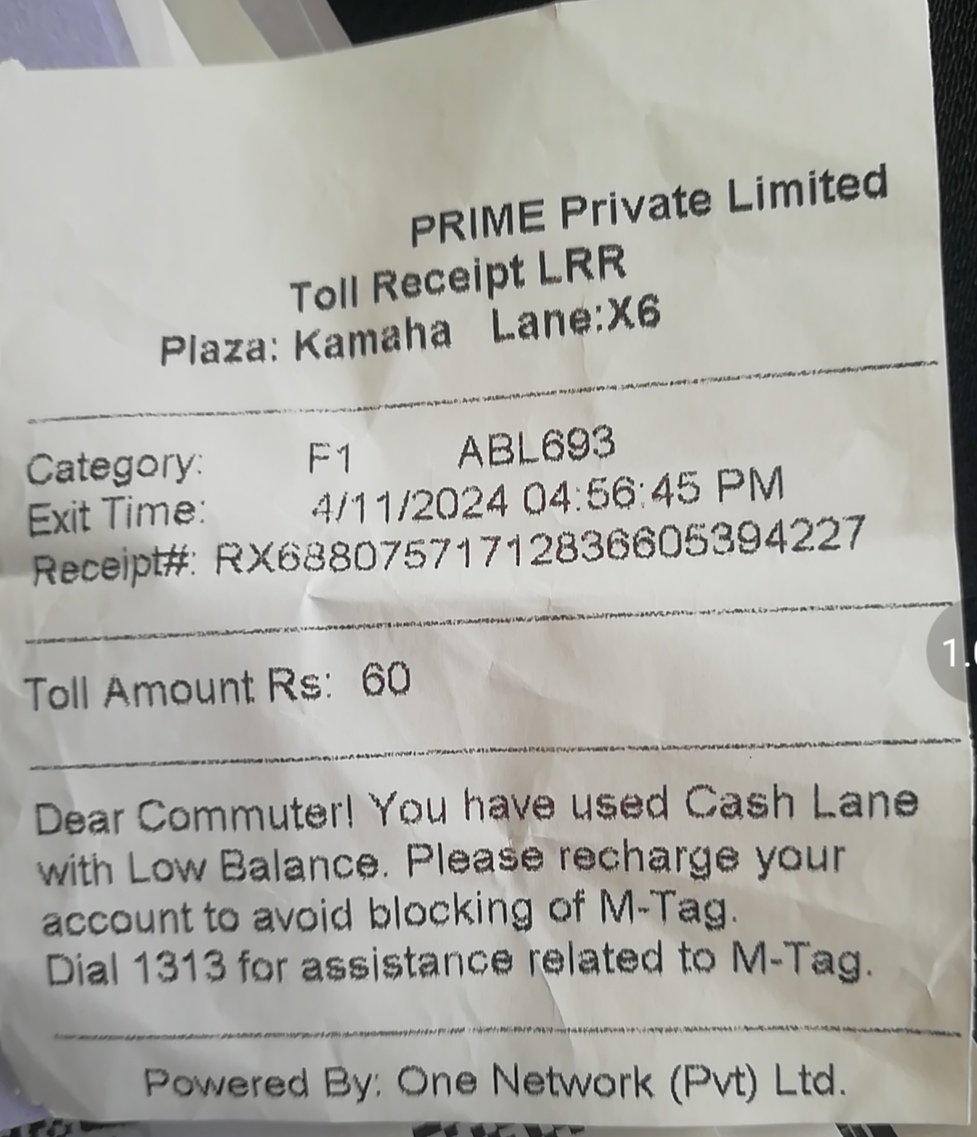 PRIME Private Limited
Toll Receipt LRR
Plaza: Kamaha Lane:X6
Category: F1 ABL693
Exit Time: 4/11/2024 04:56:45 PM
Receipt#: RX68807571712836605394227
Toll Amount Rs: 60
Dear Commuter! You have used Cash Lane
with Low Balance. Please recharge your
account to avoid blocking of M-Tag.
Dial 1313 for assistance related to M-Tag.
Powered By: One Network (Pvt) Ltd.